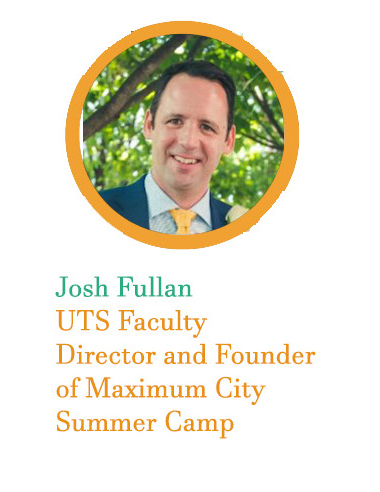 Josh Fullan
UTS Faculty
Director and Founder
of Maximum City
Summer Camp